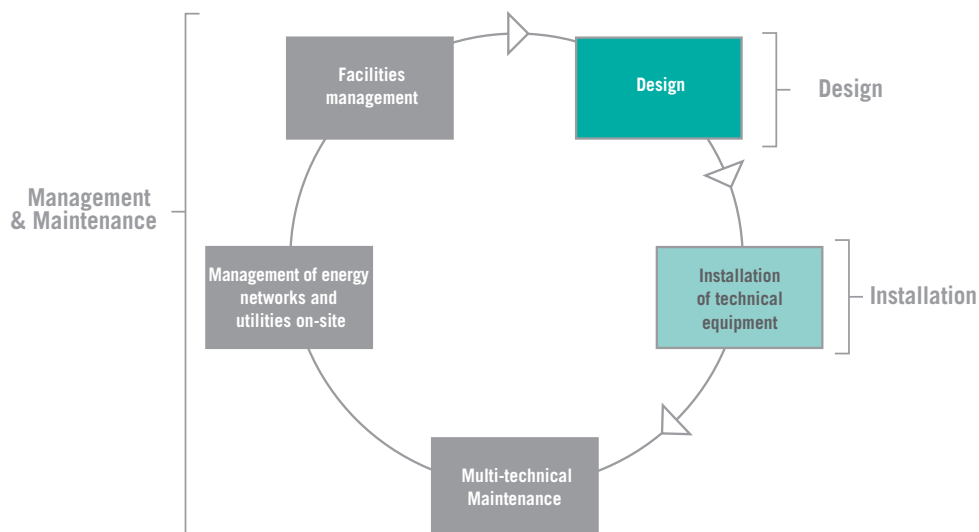 Facilities
management
Design
Design
Management
& Maintenance
Management of energy
networks and
utilities on-site
Installation
of technical
equipment
Installation
Multi-technical
Maintenance